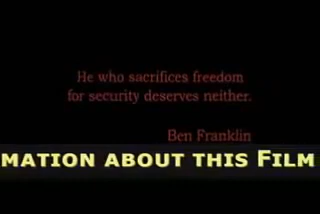 He who sacrifices freedom
for security deserves neither.
Ben Franklin
MATION ABOUT THIS FILM